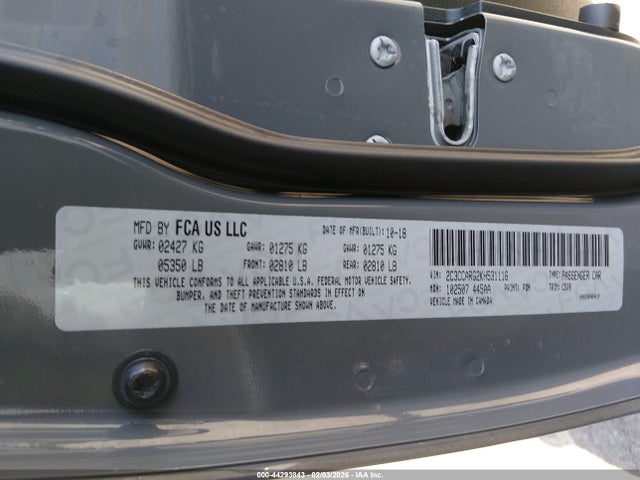 MFD BY FCA US LLC
DATE OF MFR(BUILT): 10-18
GVWR: 02427 KG
GAWR: 01275 KG
GAWR: 01275 KG
05350 LB
FRONT: 02810 LB
REAR: 02810 LB
THIS VEHICLE CONFORMS TO ALL APPLICABLE U.S.A. FEDERAL MOTOR VEHICLE SAFETY,
BUMPER, AND THEFT PREVENTION STANDARDS IN EFFECT ON
THE DATE OF MANUFACTURE SHOWN ABOVE.
VIN: 2C3CCARG2KH531116
TYPE: PASSENGER CAR
MDH: 102507 445AA
PAINT: PDN
TRIM: C5X9
VEHICLE MADE IN CANADA
000-44293843 - 02/03/2026 - IAA, Inc.